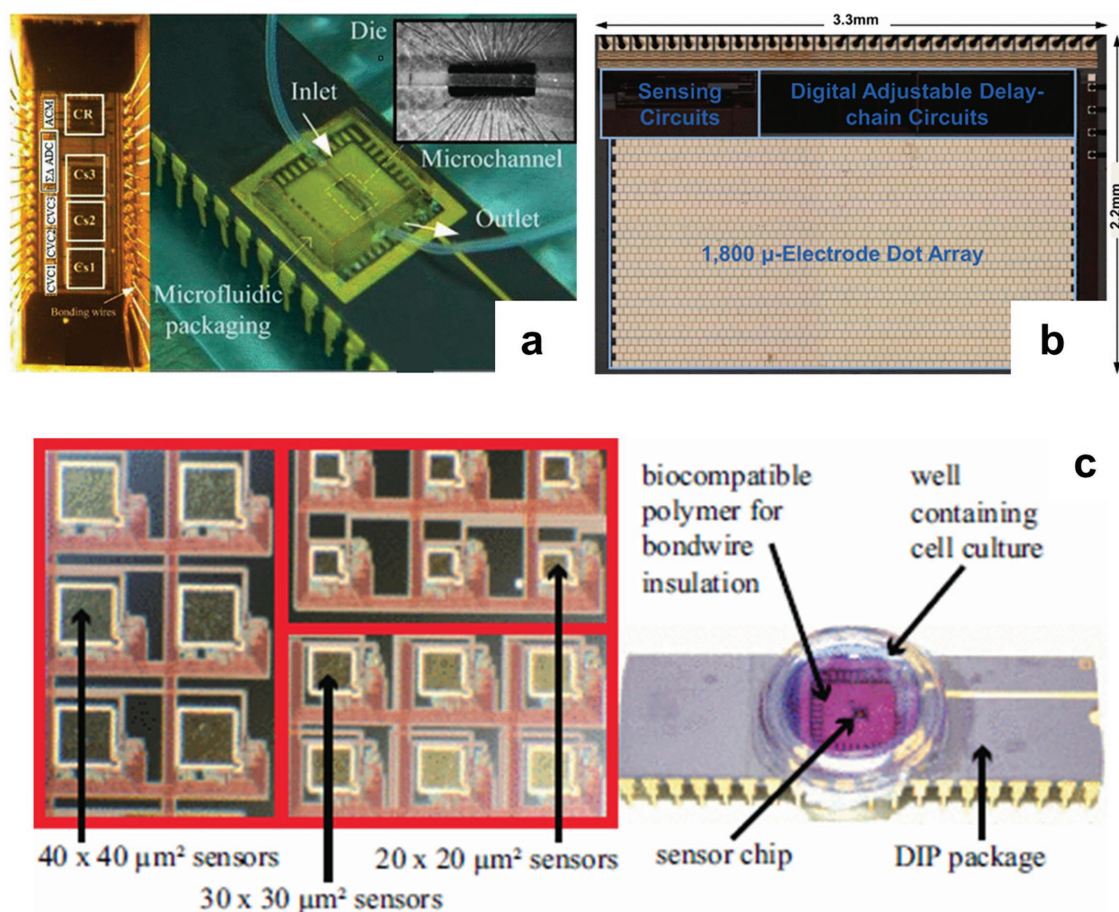 CR
Cs3
Cs2
Cs1
ACM
ΣΔ ADC
CVC3
CVC2
CVC1
Bonding wires
Die
Inlet
Microchannel
Outlet
Microfluidic
packaging
a
3.3mm
2.2mm
Sensing
Circuits
Digital Adjustable Delay-
chain Circuits
1,800 μ-Electrode Dot Array
b
c
biocompatible
polymer for
bondwire
insulation
well
containing
cell culture
40 x 40 μm² sensors
30 x 30 μm² sensors
20 x 20 μm² sensors
sensor chip
DIP package